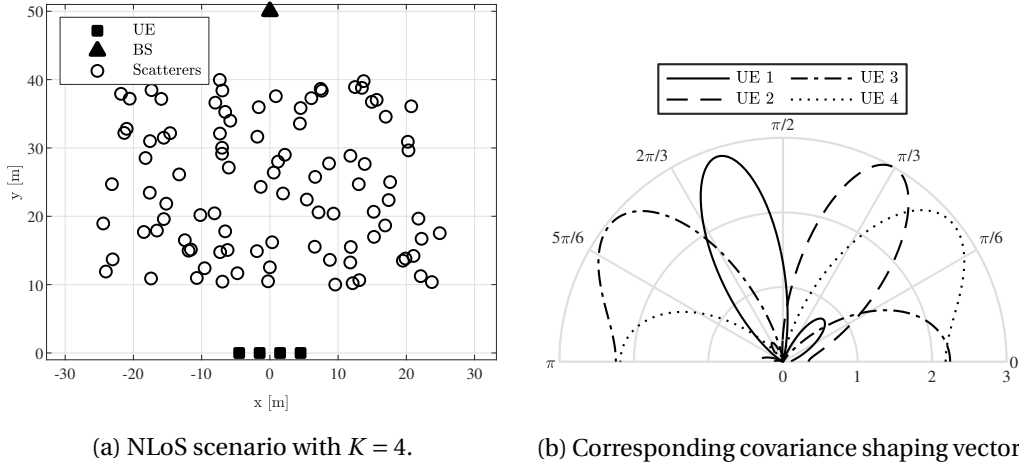 50
40
30
20
10
0
y [m]
UE
BS
Scatterers
-30 -20 -10 0 10 20 30
x [m]
(a) NLoS scenario with K = 4.
UE 1 UE 3
UE 2 UE 4
π/2
2π/3 π/3
5π/6 π/6
π 0
0 1 2 3
(b) Corresponding covariance shaping vector